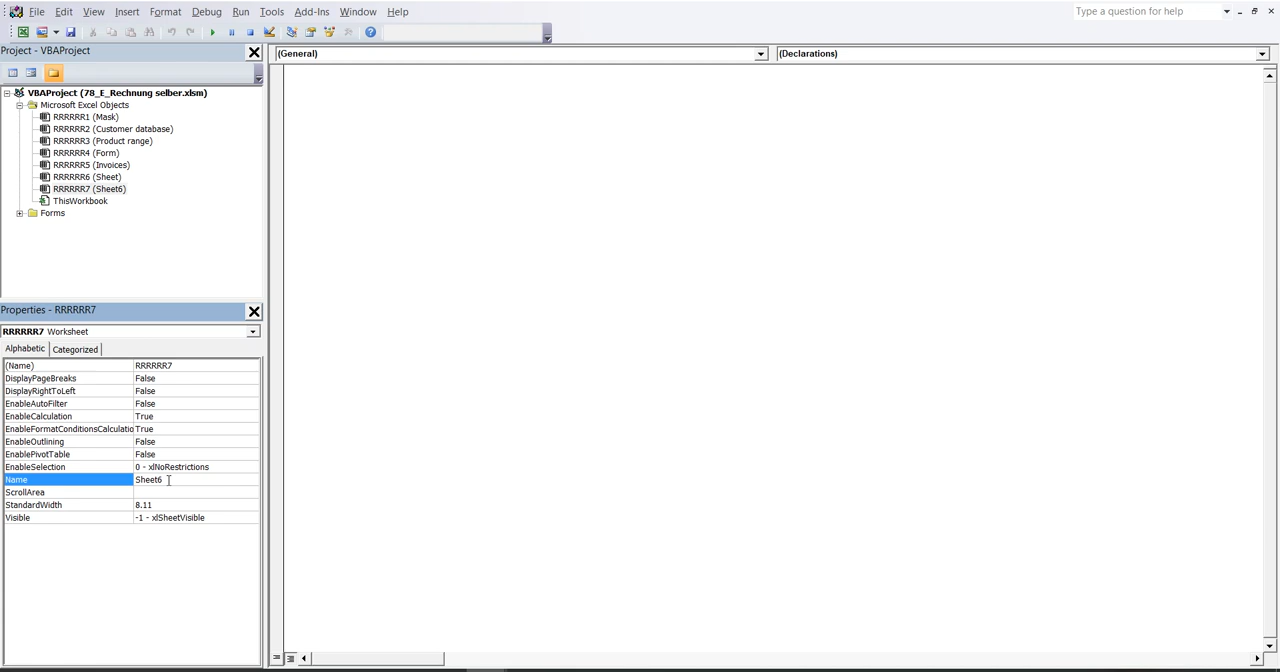 File Edit View Insert Format Debug Run Tools Add-Ins Window Help Type a question for help
Project - VBAProject
(General) (Declarations)
VBAProject (78_E_Rechnung selber.xlsm)
Microsoft Excel Objects
RRRRRR1 (Mask)
RRRRRR2 (Customer database)
RRRRRR3 (Product range)
RRRRRR4 (Form)
RRRRRR5 (Invoices)
RRRRRR6 (Sheet)
RRRRRR7 (Sheet6)
ThisWorkbook
Forms
Properties - RRRRRR7
RRRRRR7 Worksheet
Alphabetic Categorized
(Name) RRRRRR7
DisplayPageBreaks False
DisplayRightToLeft False
EnableAutoFilter False
EnableCalculation True
EnableFormatConditionsCalculatio True
EnableOutlining False
EnablePivotTable False
EnableSelection 0 - xlNoRestrictions
Name Sheet6
ScrollArea
StandardWidth 8.11
Visible -1 - xlSheetVisible